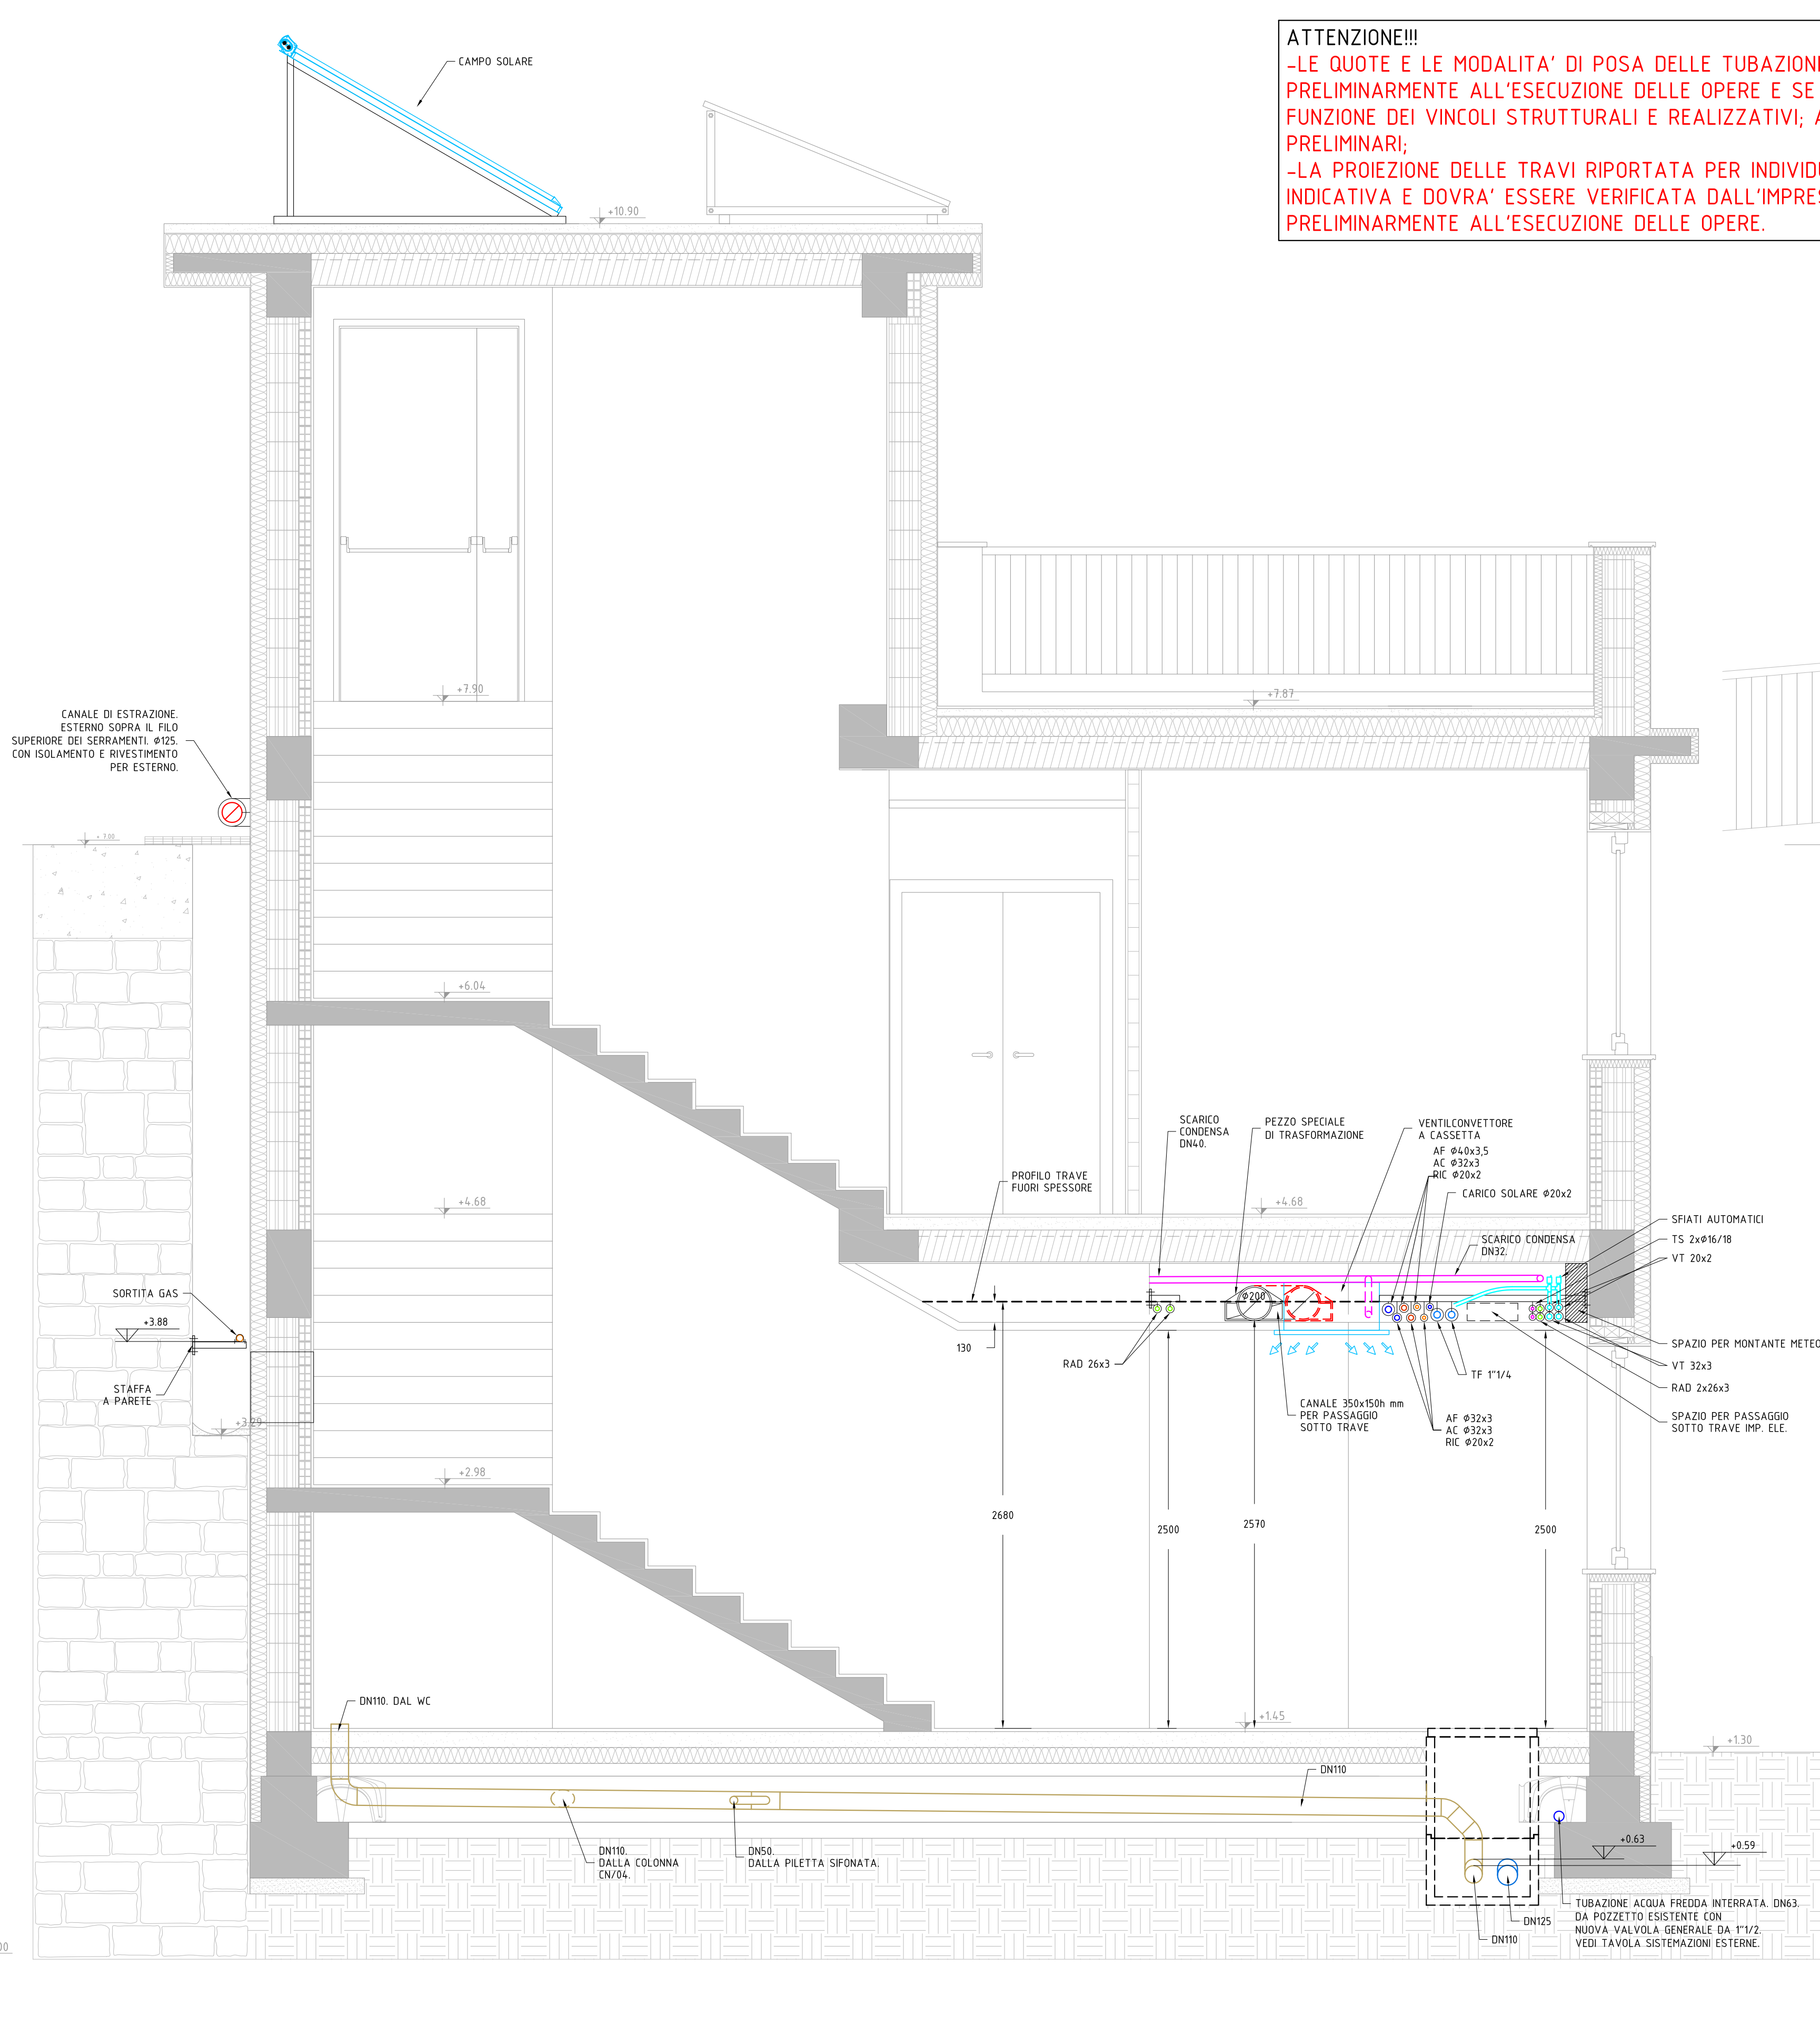 ATTENZIONE!!!
-LE QUOTE E LE MODALITA' DI POSA DELLE TUBAZIONI
PRELIMINARMENTE ALL'ESECUZIONE DELLE OPERE E SE
FUNZIONE DEI VINCOLI STRUTTURALI E REALIZZATIVI; A
PRELIMINARI;
-LA PROIEZIONE DELLE TRAVI RIPORTATA PER INDIVIDU
INDICATIVA E DOVRA' ESSERE VERIFICATA DALL'IMPRES
PRELIMINARMENTE ALL'ESECUZIONE DELLE OPERE.
CAMPO SOLARE
+10.90
+7.90
+7.87
CANALE DI ESTRAZIONE.
ESTERNO SOPRA IL FILO
SUPERIORE DEI SERRAMENTI. Ø125.
CON ISOLAMENTO E RIVESTIMENTO
PER ESTERNO.
+ 7.00
+6.04
SCARICO
CONDENSA
DN40.
PEZZO SPECIALE
DI TRASFORMAZIONE
VENTILCONVETTORE
A CASSETTA
AF Ø40x3,5
AC Ø32x3
RIC Ø20x2
CARICO SOLARE Ø20x2
PROFILO TRAVE
FUORI SPESSORE
+4.68
+4.68
SCARICO CONDENSA
DN32.
SFIATI AUTOMATICI
TS 2xØ16/18
VT 20x2
SORTITA GAS
+3.88
Ø200
130
RAD 26x3
TF 1"1/4
SPAZIO PER MONTANTE METEO
VT 32x3
RAD 2x26x3
STAFFA
A PARETE
+3.29
CANALE 350x150h mm
PER PASSAGGIO
SOTTO TRAVE
AF Ø32x3
AC Ø32x3
RIC Ø20x2
SPAZIO PER PASSAGGIO
SOTTO TRAVE IMP. ELE.
+2.98
2680
2500
2570
2500
DN110. DAL WC
+1.45
+1.30
DN110
DN110.
DALLA COLONNA
CN/04.
DN50.
DALLA PILETTA SIFONATA.
+0.63
+0.59
TUBAZIONE ACQUA FREDDA INTERRATA. DN63.
DA POZZETTO ESISTENTE CON
NUOVA VALVOLA GENERALE DA 1"1/2.
VEDI TAVOLA SISTEMAZIONI ESTERNE.
DN125
DN110
00